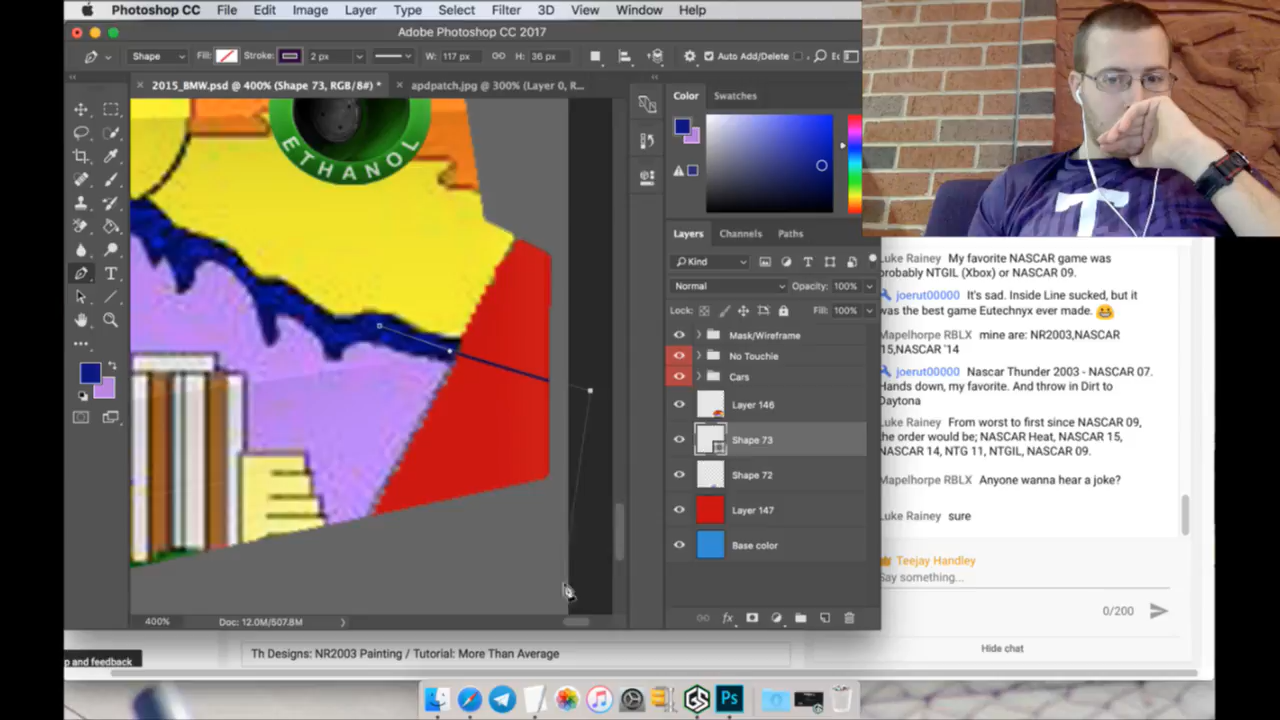 Photoshop CC File Edit Image Layer Type Select Filter 3D View Window Help
Adobe Photoshop CC 2017
Shape Fill: Stroke: 2 px W: 117 px H: 36 px Auto Add/Delete
2015_BMW.psd @ 400% (Shape 73, RGB/8#) * apdpatch.jpg @ 300% (Layer 0, R...
ETHANOL
T
Color Swatches
Layers Channels Paths
Kind
Normal Opacity: 100%
Lock: Fill: 100%
Mask/Wireframe
No Touchie
Cars
Layer 146
Shape 73
Shape 72
Layer 147
Base color
400% Doc: 12.0M/507.8M
fx
T
Luke Rainey My favorite NASCAR game was
probably NTGIL (Xbox) or NASCAR 09.
joerut00000 It's sad. Inside Line sucked, but it
was the best game Eutechnyx ever made. 😅
Mapelhorpe RBLX mine are: NR2003,NASCAR
15,NASCAR '14
joerut00000 Nascar Thunder 2003 - NASCAR 07.
Hands down, my favorite. And throw in Dirt to
Daytona
Luke Rainey From worst to first since NASCAR 09,
the order would be; NASCAR Heat, NASCAR 15,
NASCAR 14, NTG 11, NTGIL, NASCAR 09.
Mapelhorpe RBLX Anyone wanna hear a joke?
Luke Rainey sure
Teejay Handley
Say something...
0/200
Hide chat
p and feedback
Th Designs: NR2003 Painting / Tutorial: More Than Average
Ps